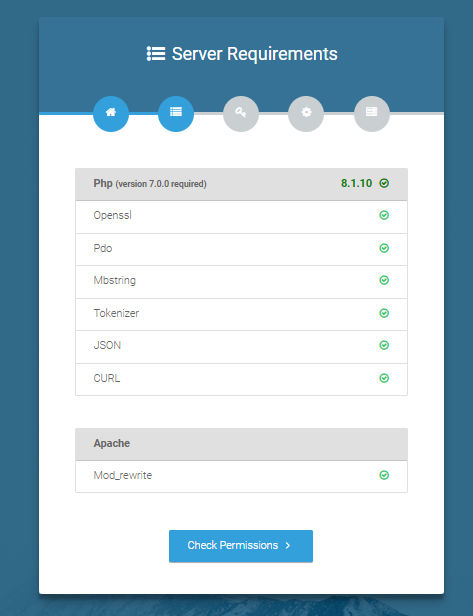 Server Requirements
Php (version 7.0.0 required) 8.1.10
Openssl
Pdo
Mbstring
Tokenizer
JSON
CURL
Apache
Mod_rewrite
Check Permissions